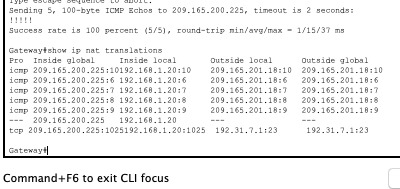 Type escape sequence to abort.
Sending 5, 100-byte ICMP Echos to 209.165.200.225, timeout is 2 seconds:
!!!!!
Success rate is 100 percent (5/5), round-trip min/avg/max = 1/15/37 ms
Gateway#show ip nat translations
Pro Inside global Inside local Outside local Outside global
icmp 209.165.200.225:10192.168.1.20:10 209.165.201.18:10 209.165.201.18:10
icmp 209.165.200.225:6 192.168.1.20:6 209.165.201.18:6 209.165.201.18:6
icmp 209.165.200.225:7 192.168.1.20:7 209.165.201.18:7 209.165.201.18:7
icmp 209.165.200.225:8 192.168.1.20:8 209.165.201.18:8 209.165.201.18:8
icmp 209.165.200.225:9 192.168.1.20:9 209.165.201.18:9 209.165.201.18:9
--- 209.165.200.225 192.168.1.20 --- ---
tcp 209.165.200.225:1025192.168.1.20:1025 192.31.7.1:23 192.31.7.1:23
Gateway#
Command+F6 to exit CLI focus